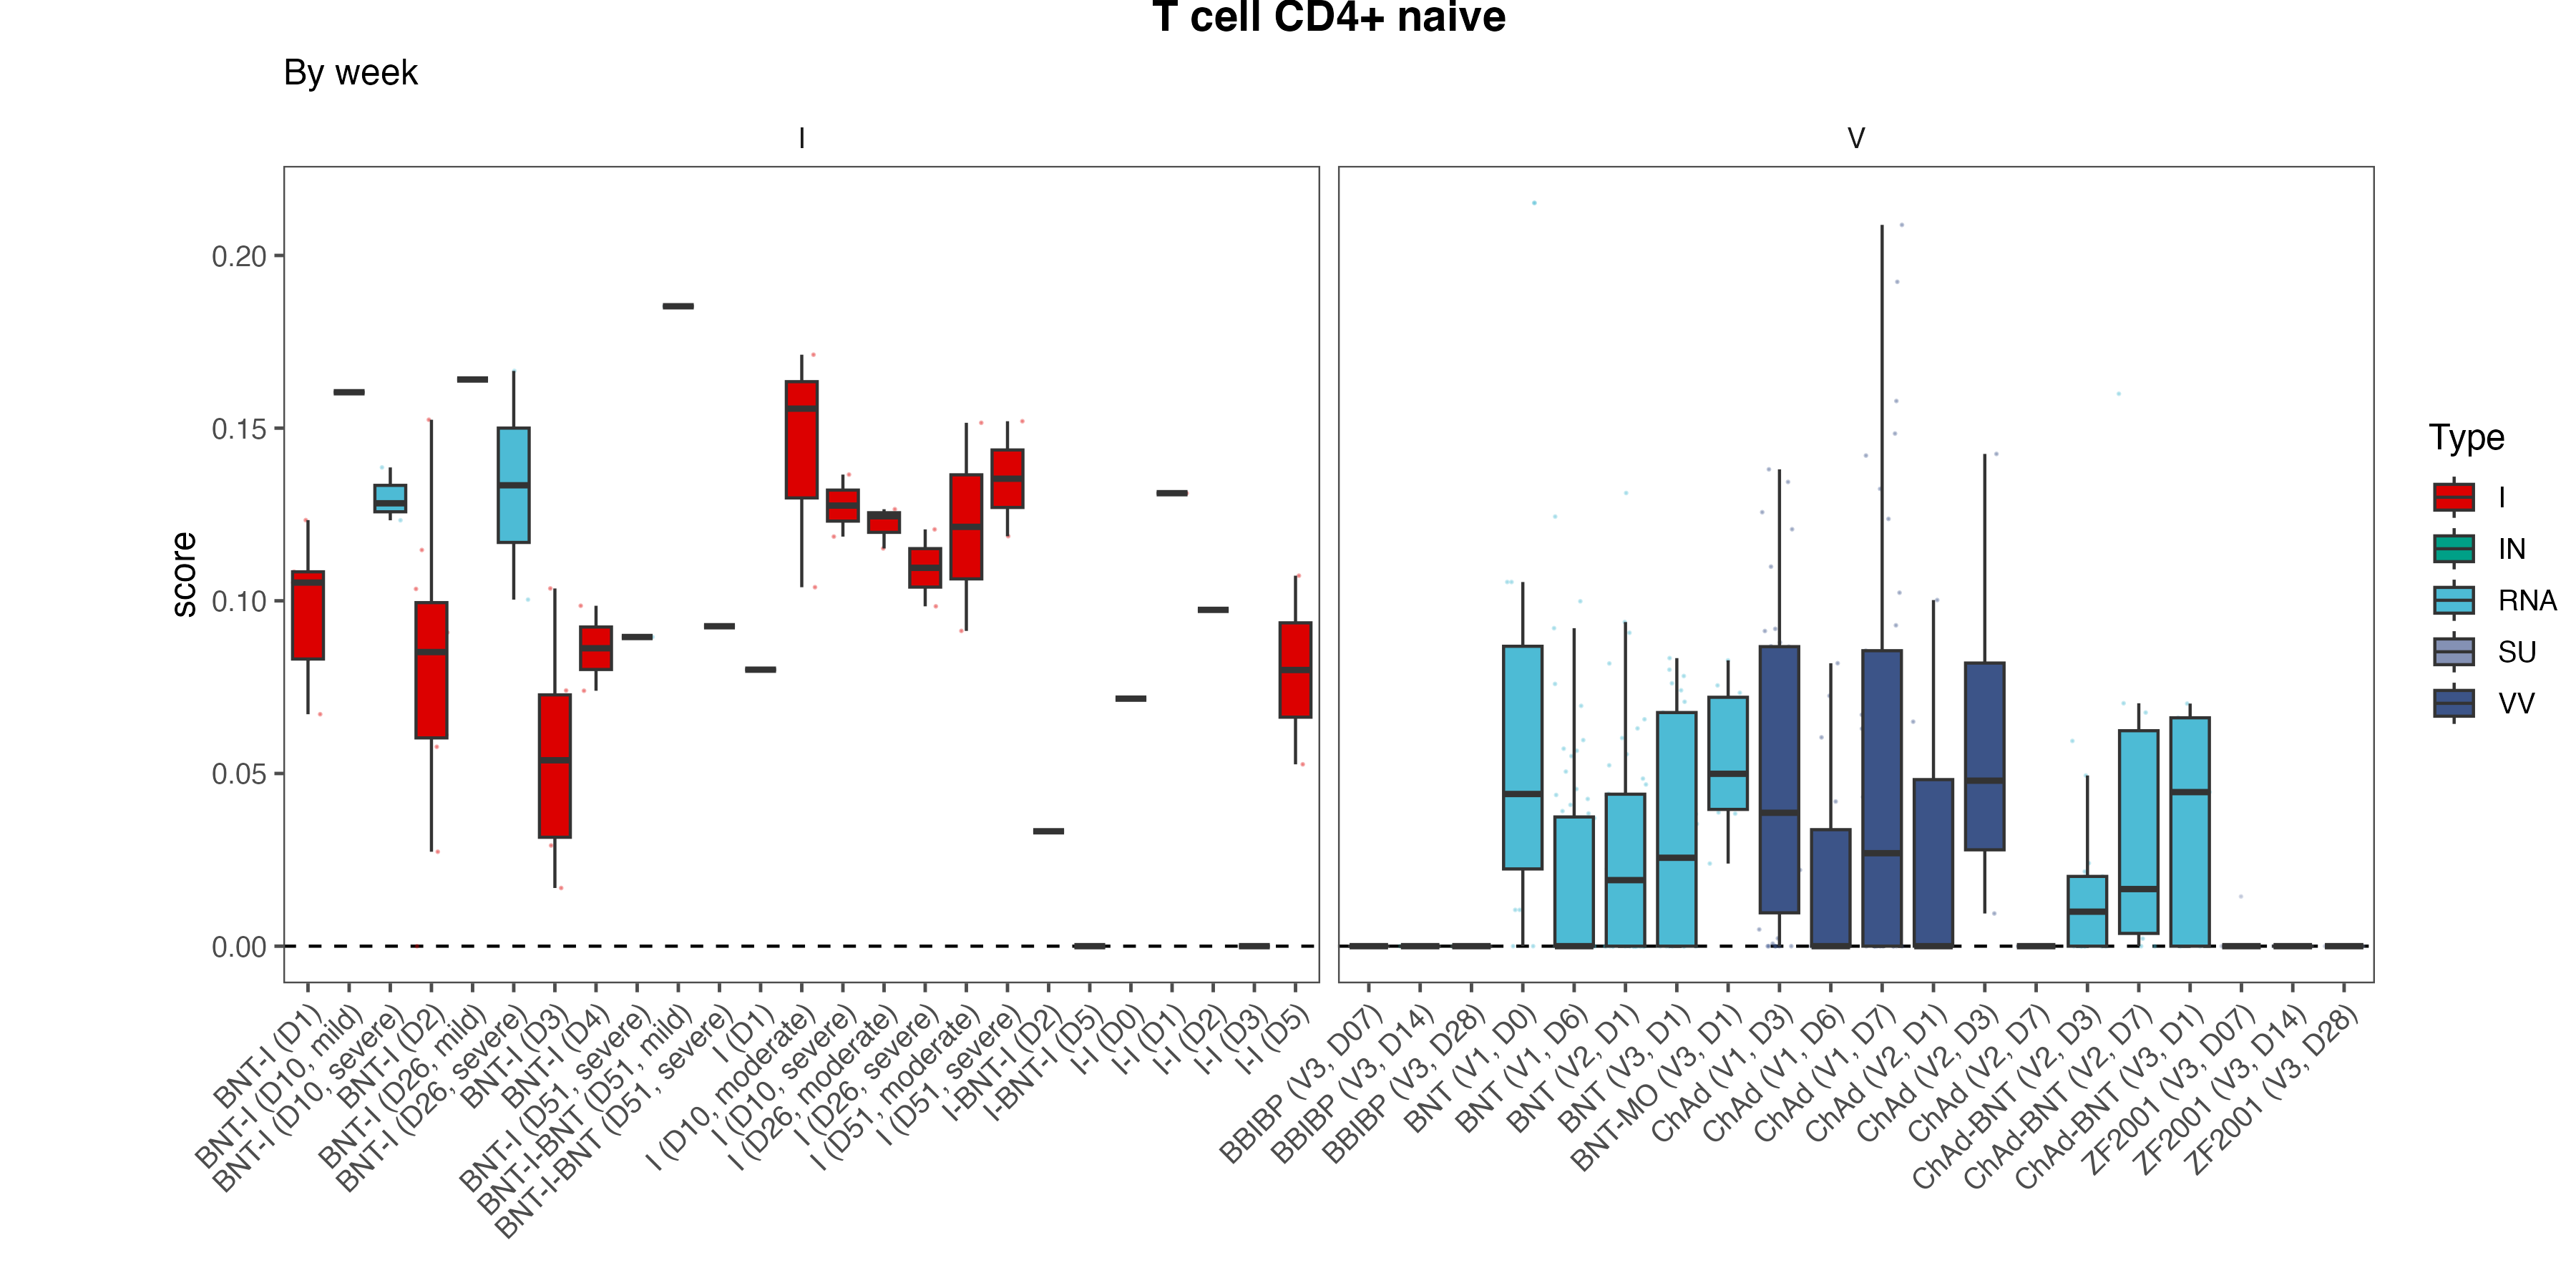 T cell CD4+ naive
By week
I
V
score
0.20
0.15
0.10
0.05
0.00
BNT-I (D1)
BNT-I (D10, mild)
BNT-I (D10, severe)
BNT-I (D2)
BNT-I (D26, mild)
BNT-I (D26, severe)
BNT-I (D3)
BNT-I (D4)
BNT-I (D51, severe)
BNT-I-BNT (D51, mild)
BNT-I-BNT (D51, severe)
I (D1)
I (D10, moderate)
I (D10, severe)
I (D26, moderate)
I (D26, severe)
I (D51, moderate)
I (D51, severe)
I-BNT-I (D2)
I-BNT-I (D5)
I-I (D0)
I-I (D1)
I-I (D2)
I-I (D3)
I-I (D5)
BBIBP (V3, D07)
BBIBP (V3, D14)
BBIBP (V3, D28)
BNT (V1, D0)
BNT (V1, D6)
BNT (V2, D1)
BNT (V3, D1)
BNT-MO (V3, D1)
ChAd (V1, D3)
ChAd (V1, D6)
ChAd (V1, D7)
ChAd (V2, D1)
ChAd (V2, D3)
ChAd (V2, D7)
ChAd-BNT (V2, D3)
ChAd-BNT (V2, D7)
ChAd-BNT (V3, D1)
ZF2001 (V3, D07)
ZF2001 (V3, D14)
ZF2001 (V3, D28)
Type
I
IN
RNA
SU
VV